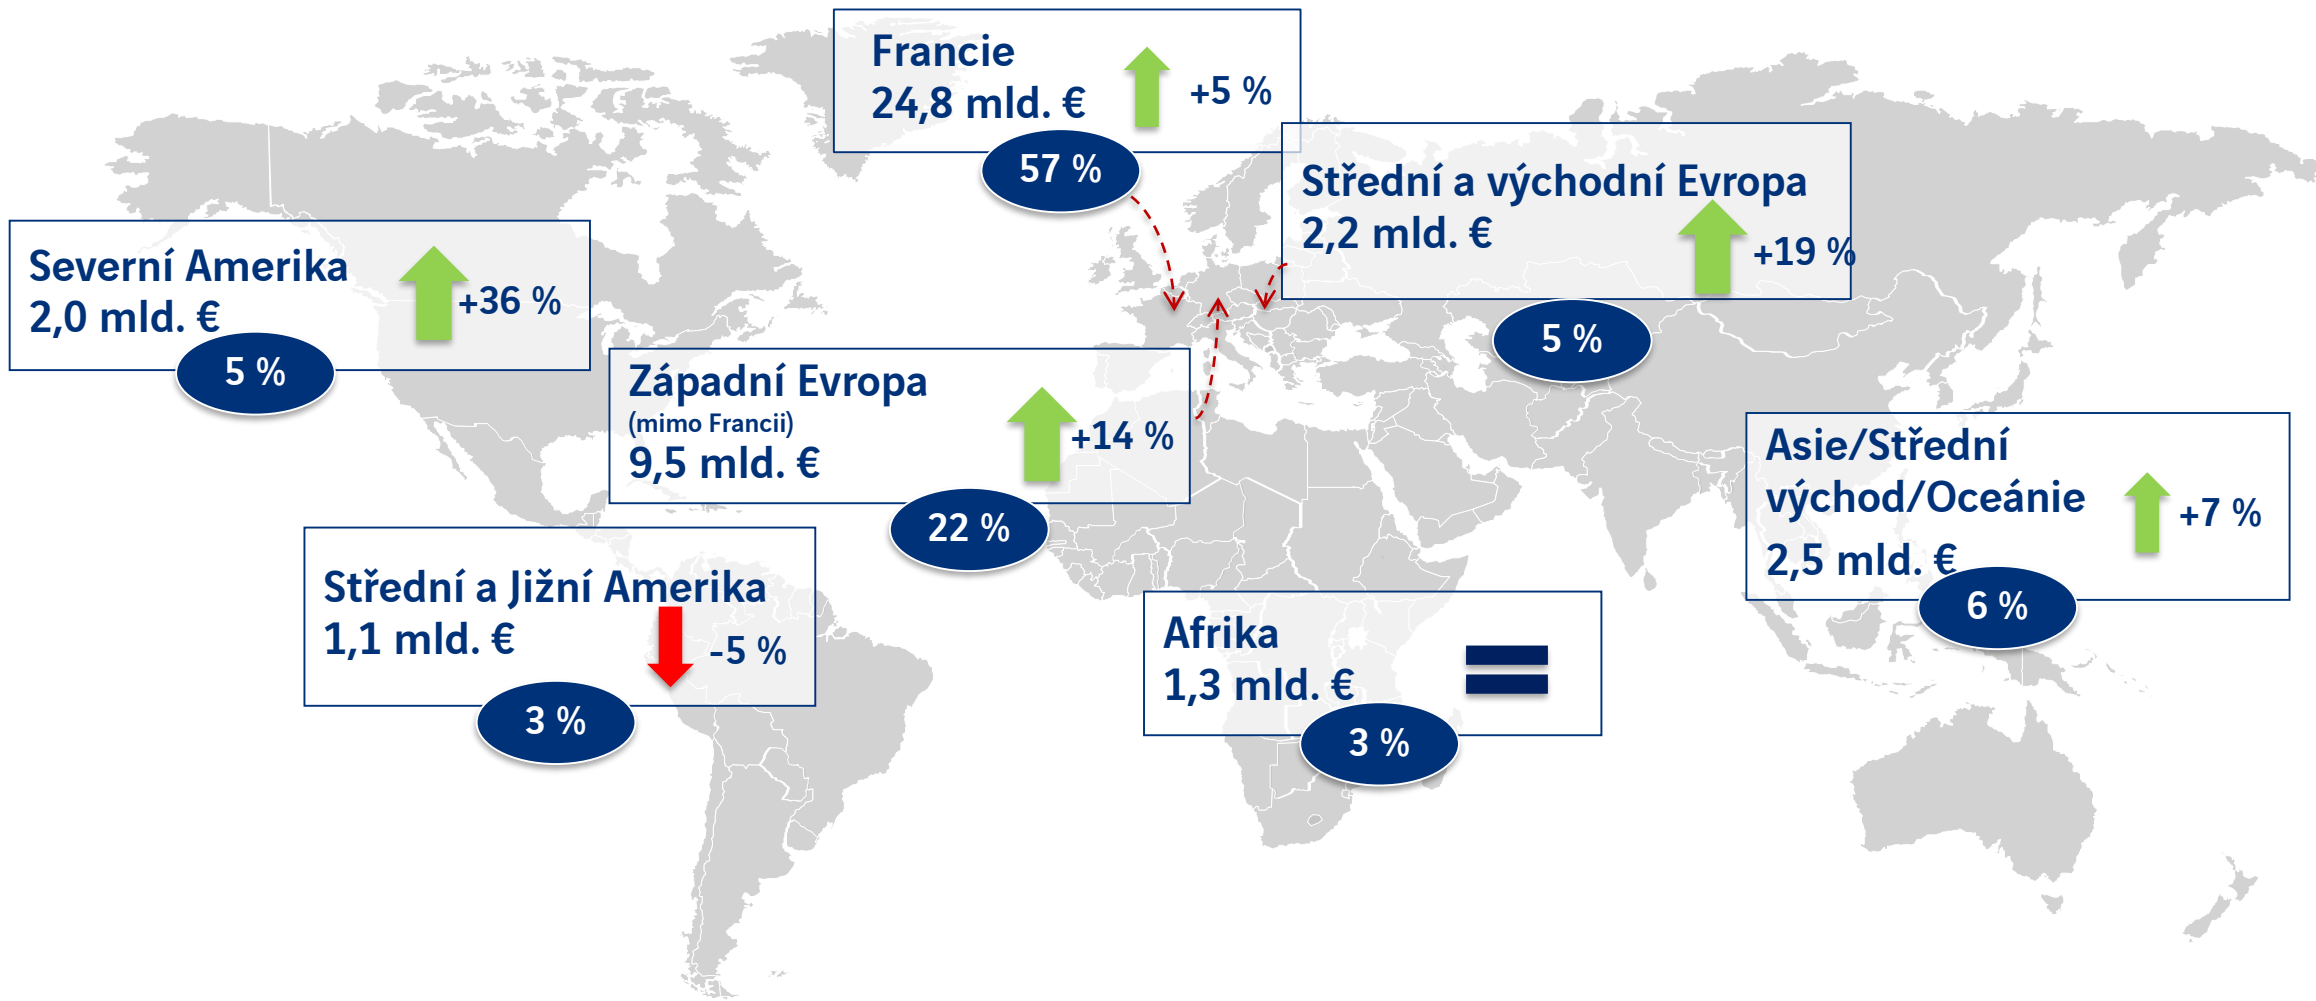 Francie
24,8 mld. €
+5 %
57 %
Střední a východní Evropa
2,2 mld. €
+19 %
5 %
Severní Amerika
2,0 mld. €
+36 %
5 %
Západní Evropa
(mimo Francii)
9,5 mld. €
+14 %
22 %
Asie/Střední
východ/Oceánie
2,5 mld. €
+7 %
6 %
Střední a Jižní Amerika
1,1 mld. €
-5 %
3 %
Afrika
1,3 mld. €
3 %